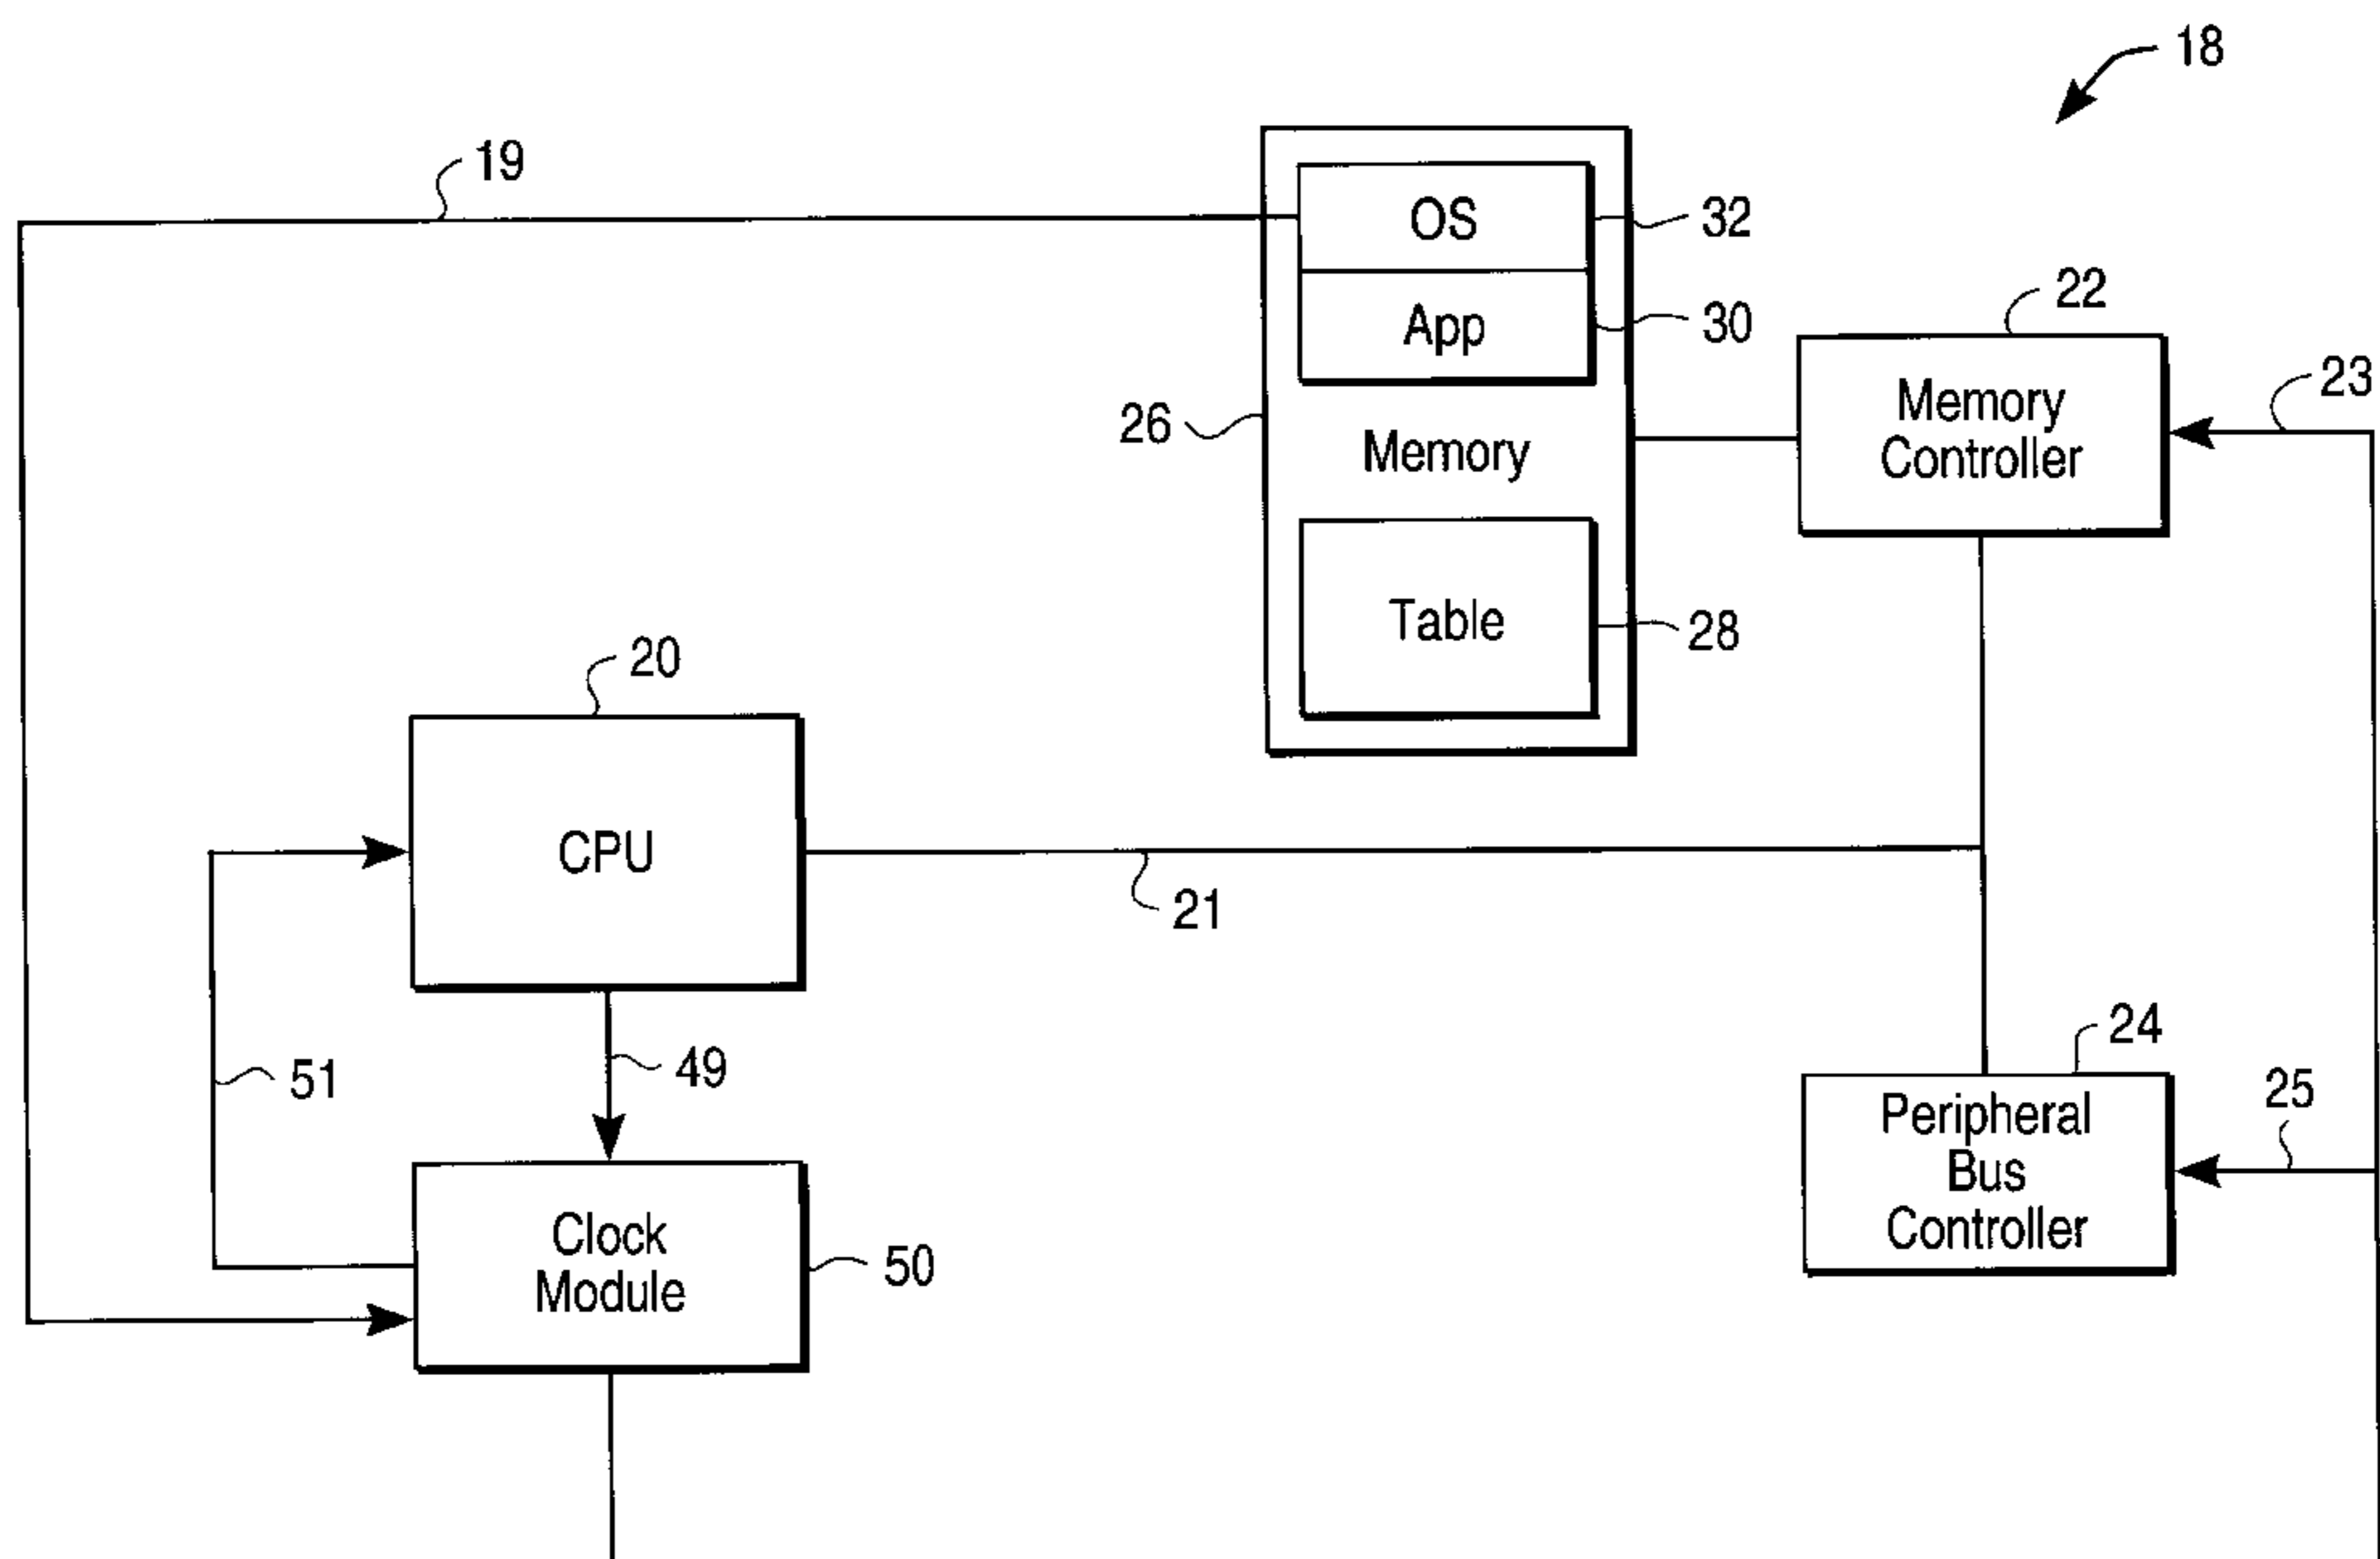 18
19
OS
32
22
App
30
23
26
Memory
Memory
Controller
Table
28
20
CPU
21
24
49
51
25
Peripheral
Bus
Controller
Clock
Module
50